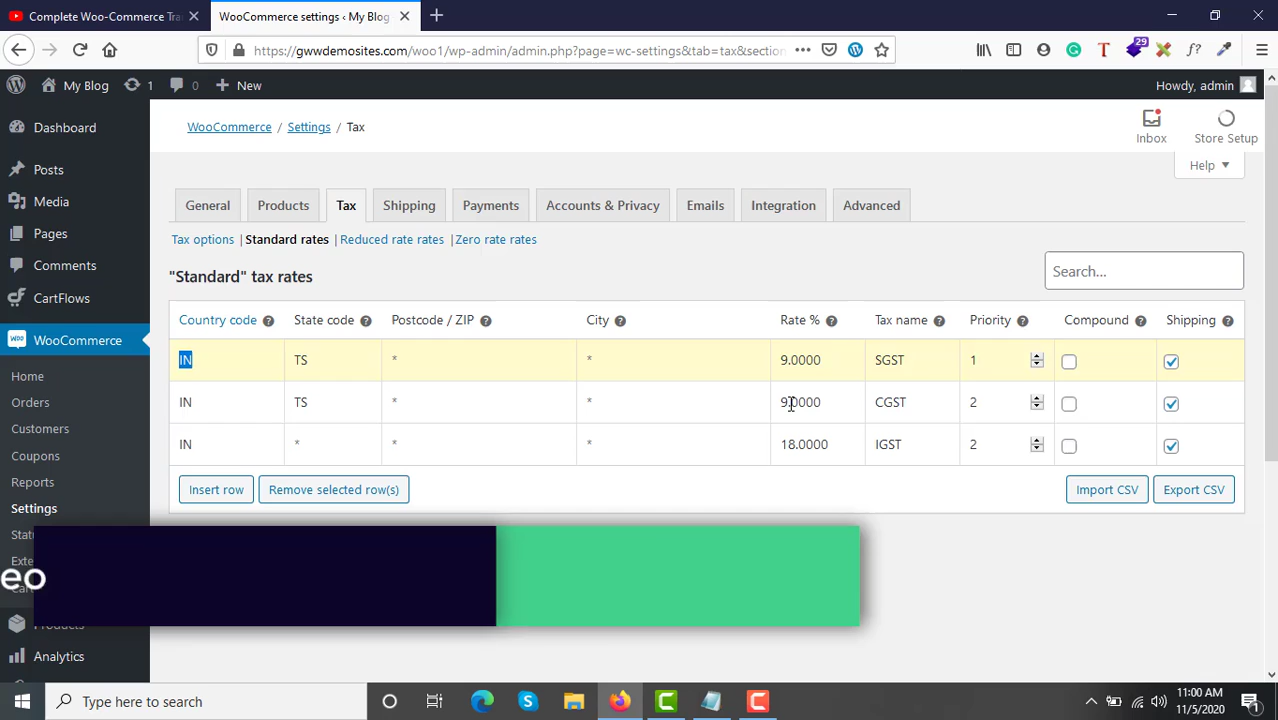 Complete Woo-Commerce Tra
WooCommerce settings ‹ My Blog
https://gwwdemosites.com/woo1/wp-admin/admin.php?page=wc-settings&tab=tax&section
29
f?
My Blog
1
0
New
Howdy, admin
Dashboard
Posts
Media
Pages
Comments
CartFlows
WooCommerce
Home
Orders
Customers
Coupons
Reports
Settings
Analytics
WooCommerce / Settings / Tax
Inbox
Store Setup
Help
General
Products
Tax
Shipping
Payments
Accounts & Privacy
Emails
Integration
Advanced
Tax options | Standard rates | Reduced rate rates | Zero rate rates
"Standard" tax rates
Search...
Country code State code Postcode / ZIP City Rate % Tax name Priority Compound Shipping
IN TS * * 9.0000 SGST 1
IN TS * * 9.0000 CGST 2
IN * * * 18.0000 IGST 2
Insert row
Remove selected row(s)
Import CSV
Export CSV
eo
Type here to search
11:00 AM
11/5/2020
1